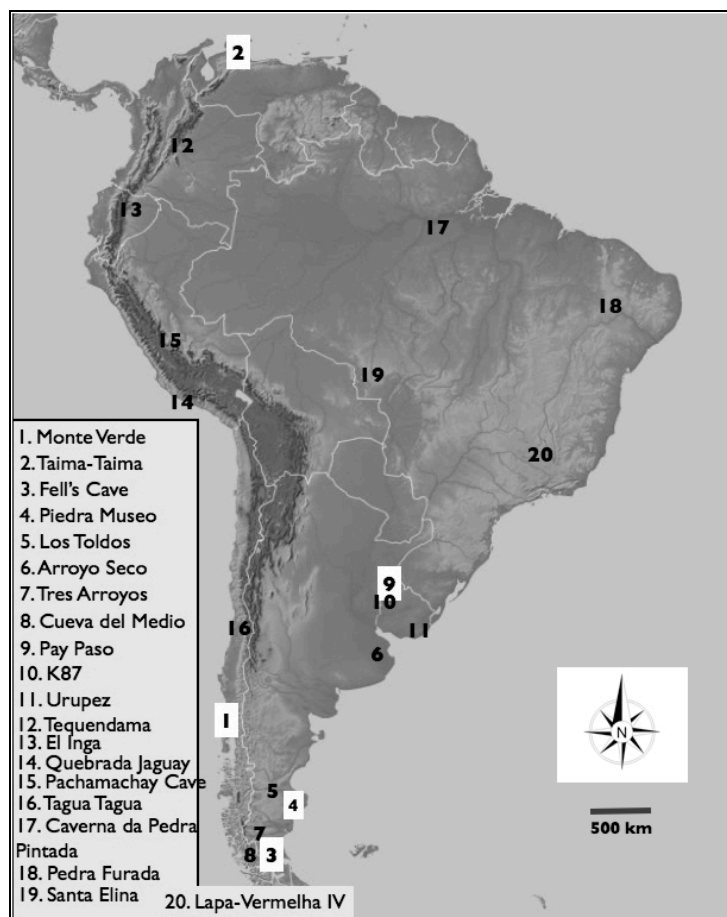 2
12
13
17
18
15
19
14
20
9
10
16
11
6
1
5
4
7
8
3
1. Monte Verde
2. Taima-Taima
3. Fell's Cave
4. Piedra Museo
5. Los Toldos
6. Arroyo Seco
7. Tres Arroyos
8. Cueva del Medio
9. Pay Paso
10. K87
11. Urupez
12. Tequendama
13. El Inga
14. Quebrada Jaguay
15. Pachamachay Cave
16. Tagua Tagua
17. Caverna da Pedra
Pintada
18. Pedra Furada
19. Santa Elina
20. Lapa-Vermelha IV
N
500 km